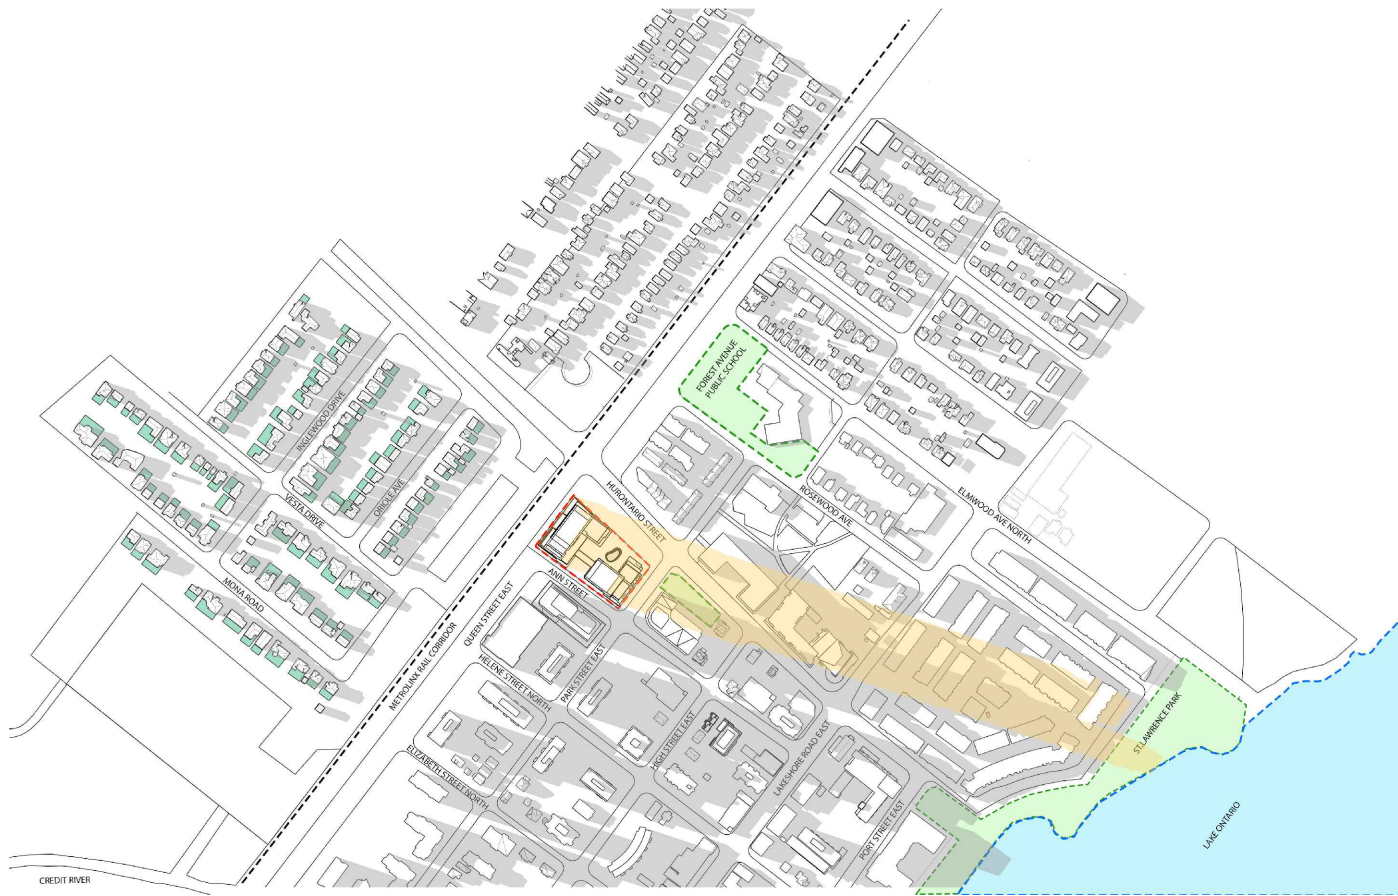 FOREST AVENUE
PUBLIC SCHOOL
INGLEWOOD DRIVE
ORIOLE AVE
VESTA DRIVE
MONA ROAD
HURONTARIO STREET
ROSEWOOD AVE
ELMWOOD AVE NORTH
ANN STREET
QUEEN STREET EAST
METROLINX RAIL CORRIDOR
HELENE STREET NORTH
PARK STREET EAST
ELIZABETH STREET NORTH
HIGH STREET EAST
LAKESHORE ROAD EAST
PORT STREET EAST
ST.LAWRENCE PARK
LAKE ONTARIO
CREDIT RIVER